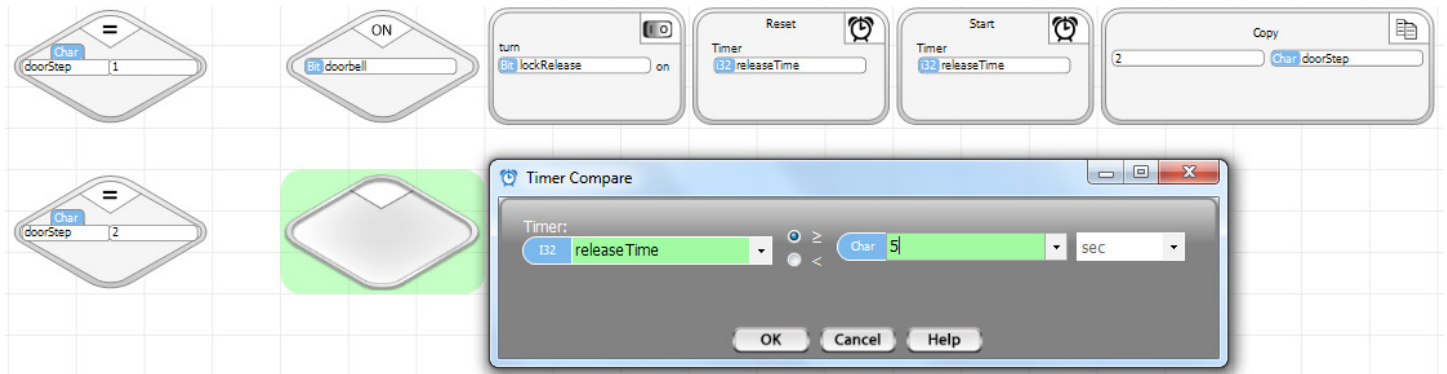 =
Char
doorStep 1
ON
Bit doorbell
turn
Bit lockRelease on
Reset
Timer
i32 releaseTime
Start
Timer
i32 releaseTime
Copy
2 Char doorStep
=
Char
doorStep 2
Timer Compare
Timer:
I32 releaseTime ≥ Char 5 sec
<
OK Cancel Help